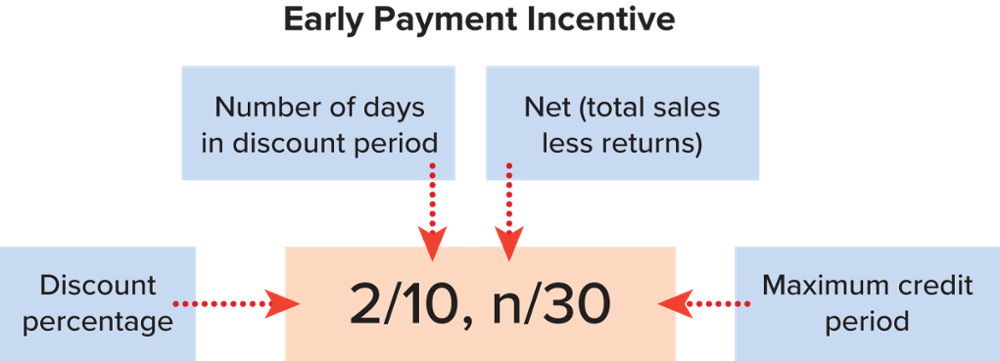 Early Payment Incentive
Number of days
in discount period
Net (total sales
less returns)
Discount
percentage
2/10, n/30
Maximum credit
period